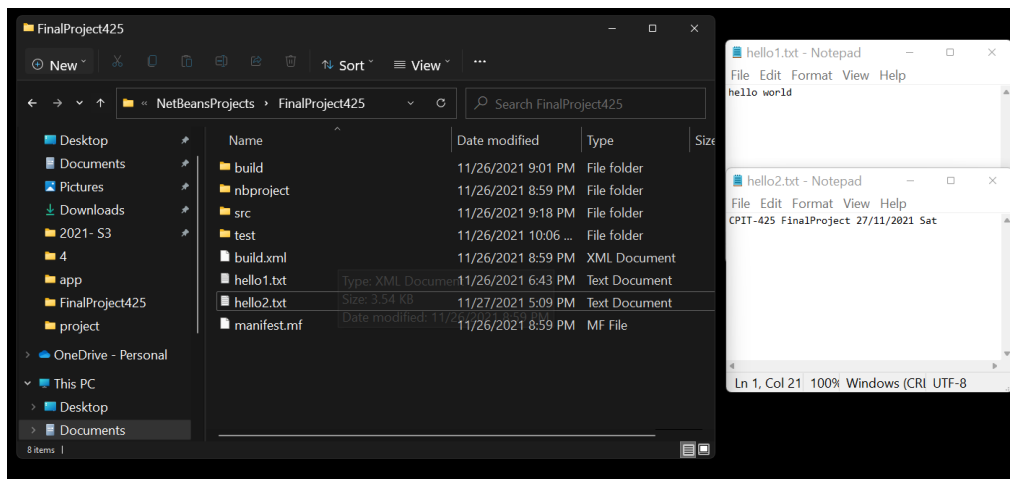 FinalProject425
New
Sort
View
« NetBeansProjects › FinalProject425
Search FinalProject425
Desktop
Documents
Pictures
Downloads
2021- S3
4
app
FinalProject425
project
OneDrive - Personal
This PC
Desktop
Documents
Name Date modified Type Size
build 11/26/2021 9:01 PM File folder
nbproject 11/26/2021 8:59 PM File folder
src 11/26/2021 9:18 PM File folder
test 11/26/2021 10:06 ... File folder
build.xml 11/26/2021 8:59 PM XML Document
hello1.txt 11/26/2021 6:43 PM Text Document
hello2.txt 11/27/2021 5:09 PM Text Document
manifest.mf 11/26/2021 8:59 PM MF File
Type: XML Document
Size: 3.54 KB
Date modified: 11/26/2021 8:59 PM
8 items
hello1.txt - Notepad
File Edit Format View Help
hello world
hello2.txt - Notepad
File Edit Format View Help
CPIT-425 FinalProject 27/11/2021 Sat
Ln 1, Col 21 100% Windows (CRL UTF-8